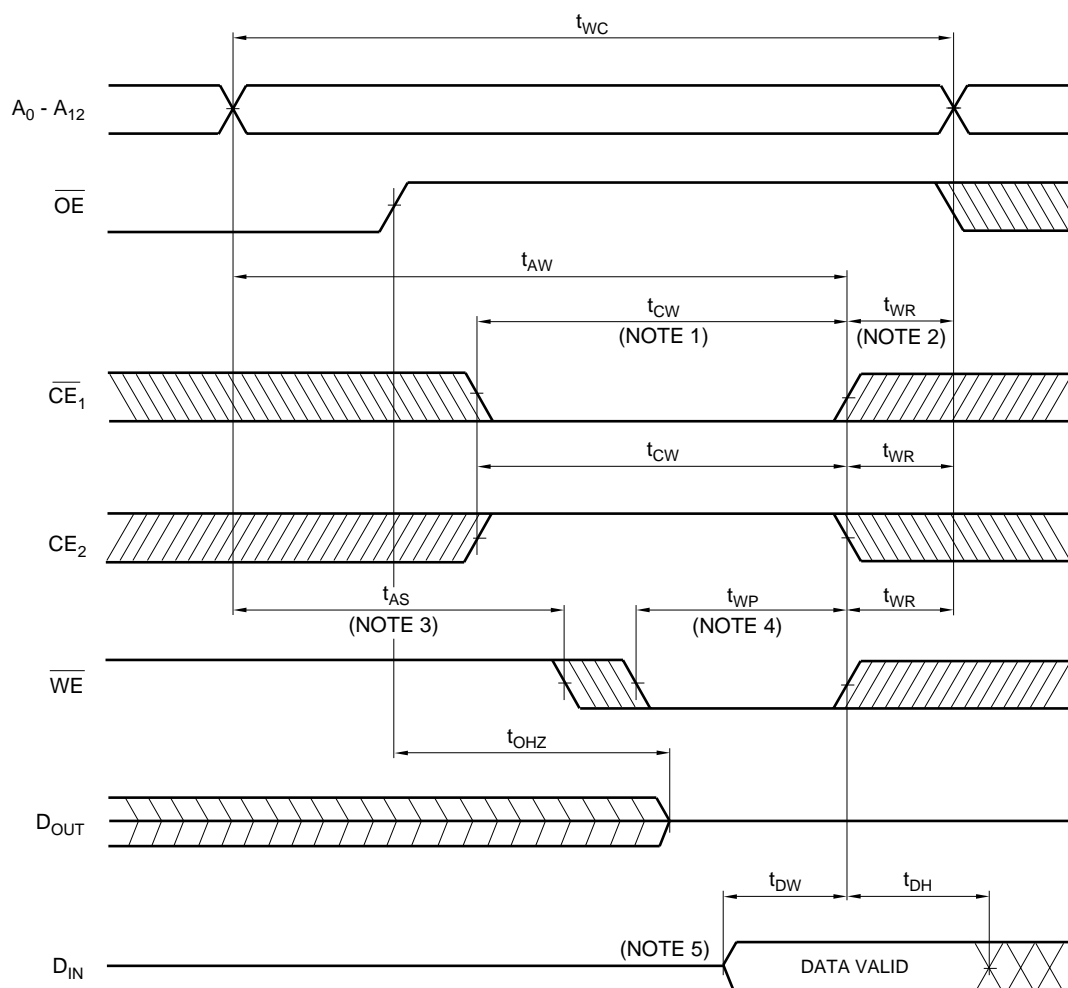 tWC
A0 - A12
OE
tAW
tCW
tWR
(NOTE 1)
(NOTE 2)
CE1
tCW
tWR
CE2
tAS
tWP
tWR
(NOTE 3)
(NOTE 4)
WE
tOHZ
DOUT
tDW
tDH
(NOTE 5)
DIN
DATA VALID